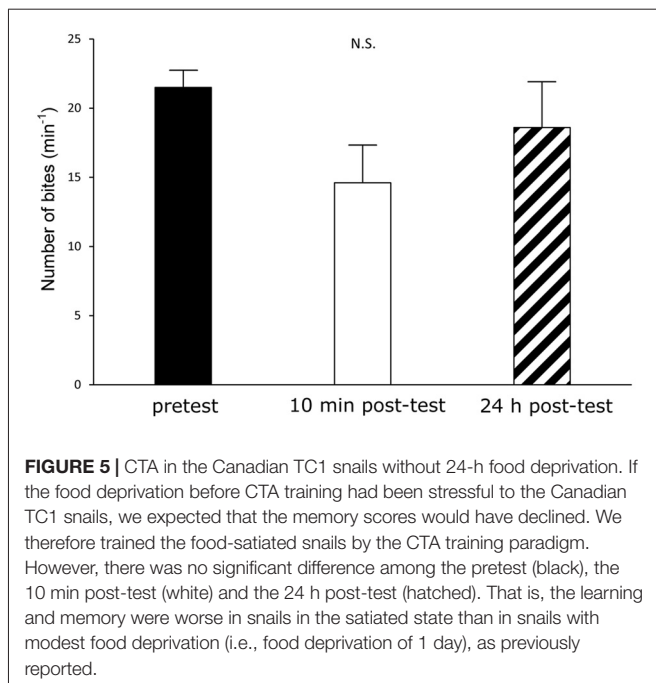 25
N.S.
20
15
10
5
0
Number of bites (min-1)
pretest 10 min post-test 24 h post-test
FIGURE 5 | CTA in the Canadian TC1 snails without 24-h food deprivation. If
the food deprivation before CTA training had been stressful to the Canadian
TC1 snails, we expected that the memory scores would have declined. We
therefore trained the food-satiated snails by the CTA training paradigm.
However, there was no significant difference among the pretest (black), the
10 min post-test (white) and the 24 h post-test (hatched). That is, the learning
and memory were worse in snails in the satiated state than in snails with
modest food deprivation (i.e., food deprivation of 1 day), as previously
reported.